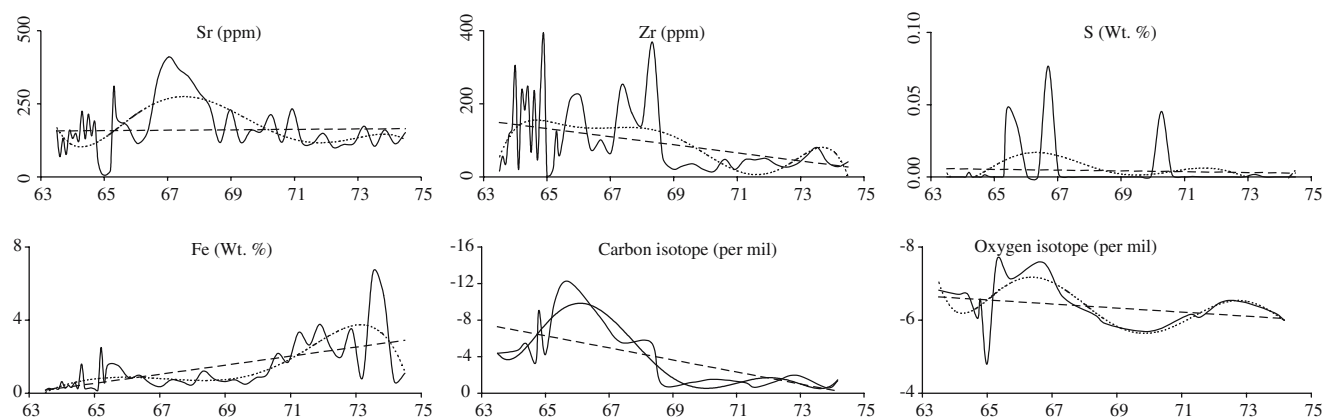 Sr (ppm)
500
250
0
63 65 67 69 71 73 75
Zr (ppm)
400
200
0
63 65 67 69 71 73 75
S (Wt. %)
0.10
0.05
0.00
63 65 67 69 71 73 75
Fe (Wt. %)
8
4
0
63 65 67 69 71 73 75
Carbon isotope (per mil)
-16
-12
-8
-4
0
63 65 67 69 71 73 75
Oxygen isotope (per mil)
-8
-6
-4
63 65 67 69 71 73 75